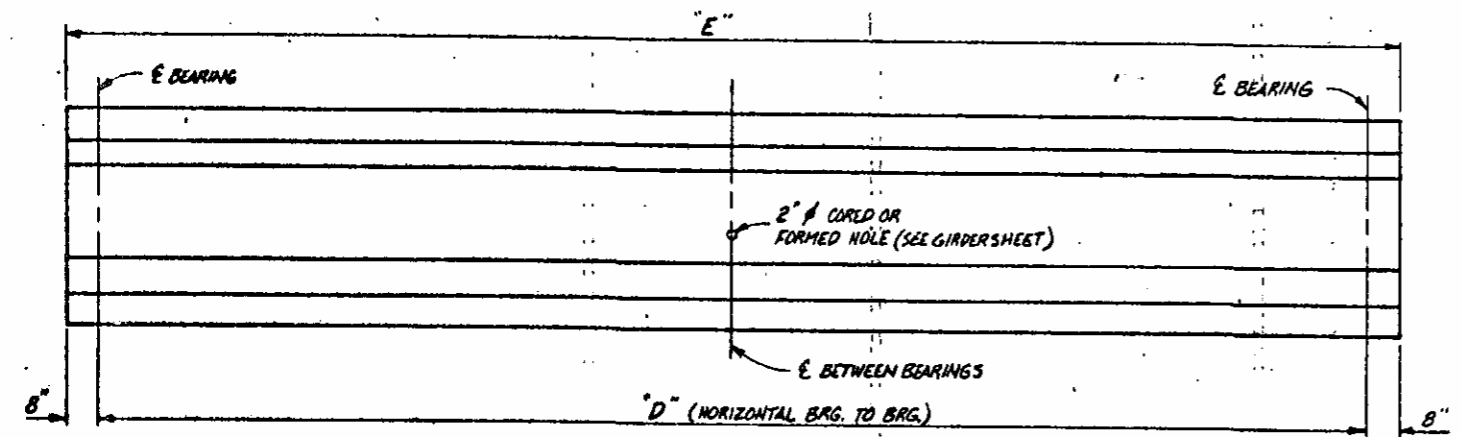 "E"
℄ BEARING
℄ BEARING
2" ϕ CORED OR
FORMED HOLE (SEE GIRDER SHEET)
℄ BETWEEN BEARINGS
8"
"D" (HORIZONTAL BRG. TO BRG.)
8"